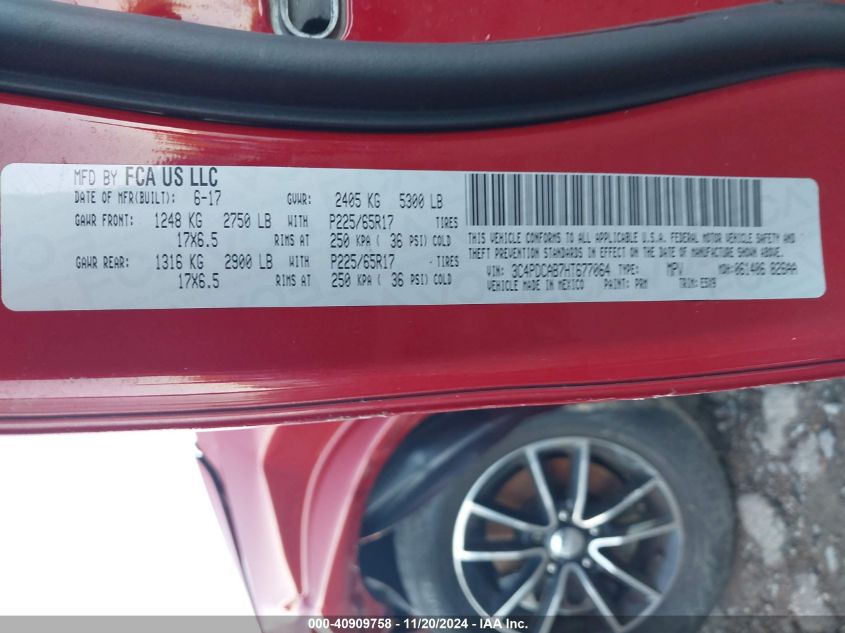 MFD BY FCA US LLC
DATE OF MFR(BUILT): 6-17 GVWR: 2405 KG 5300 LB
GAWR FRONT: 1248 KG 2750 LB WITH P225/65R17 TIRES
17X6.5 RIMS AT 250 KPA ( 36 PSI) COLD
GAWR REAR: 1316 KG 2900 LB WITH P225/65R17 TIRES
17X6.5 RIMS AT 250 KPA ( 36 PSI) COLD
THIS VEHICLE CONFORMS TO ALL APPLICABLE U.S.A. FEDERAL MOTOR VEHICLE SAFETY AND
THEFT PREVENTION STANDARDS IN EFFECT ON THE DATE OF MANUFACTURE SHOWN ABOVE.
VIN: 3C4PDCAB7HT677064 TYPE: MPV MDH: 061406 826AA
VEHICLE MADE IN MEXICO PAINT: PRM TRIM: E5X9
000-40909758 - 11/20/2024 - IAA Inc.